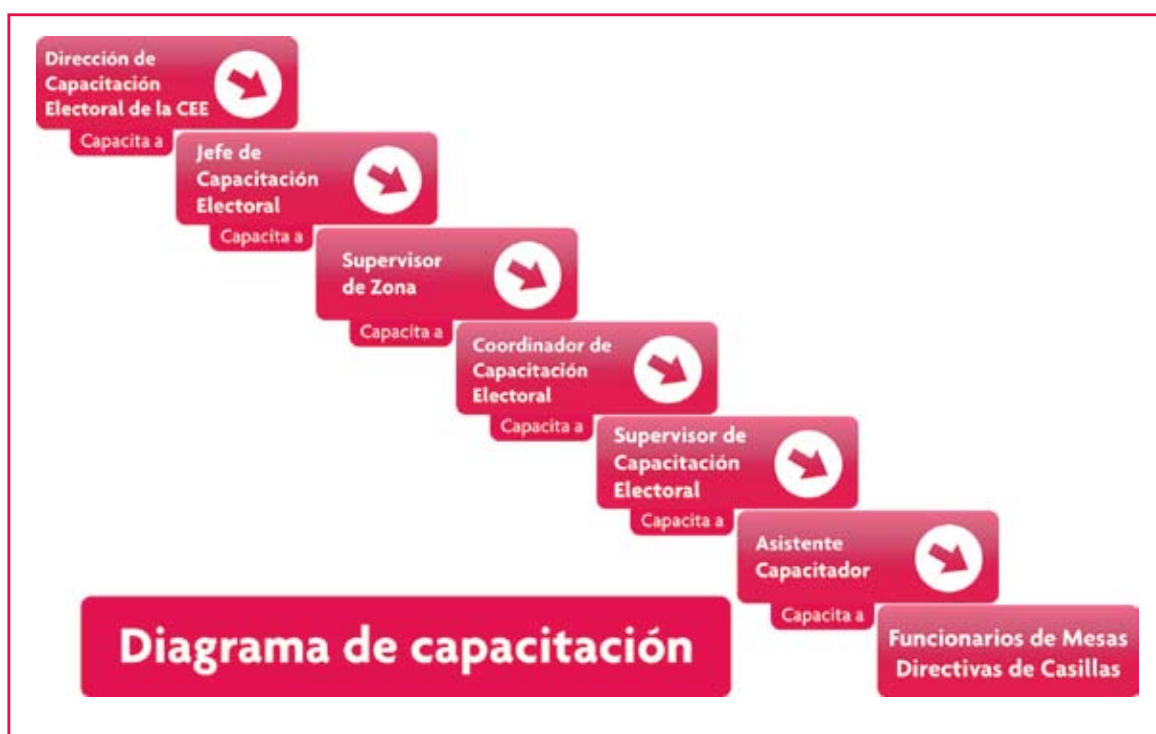 Dirección de
Capacitación
Electoral de la CEE
Capacita a
Jefe de
Capacitación
Electoral
Capacita a
Supervisor
de Zona
Capacita a
Coordinador de
Capacitación
Electoral
Capacita a
Supervisor de
Capacitación
Electoral
Capacita a
Asistente
Capacitador
Capacita a
Funcionarios de Mesas
Directivas de Casillas
Diagrama de capacitación